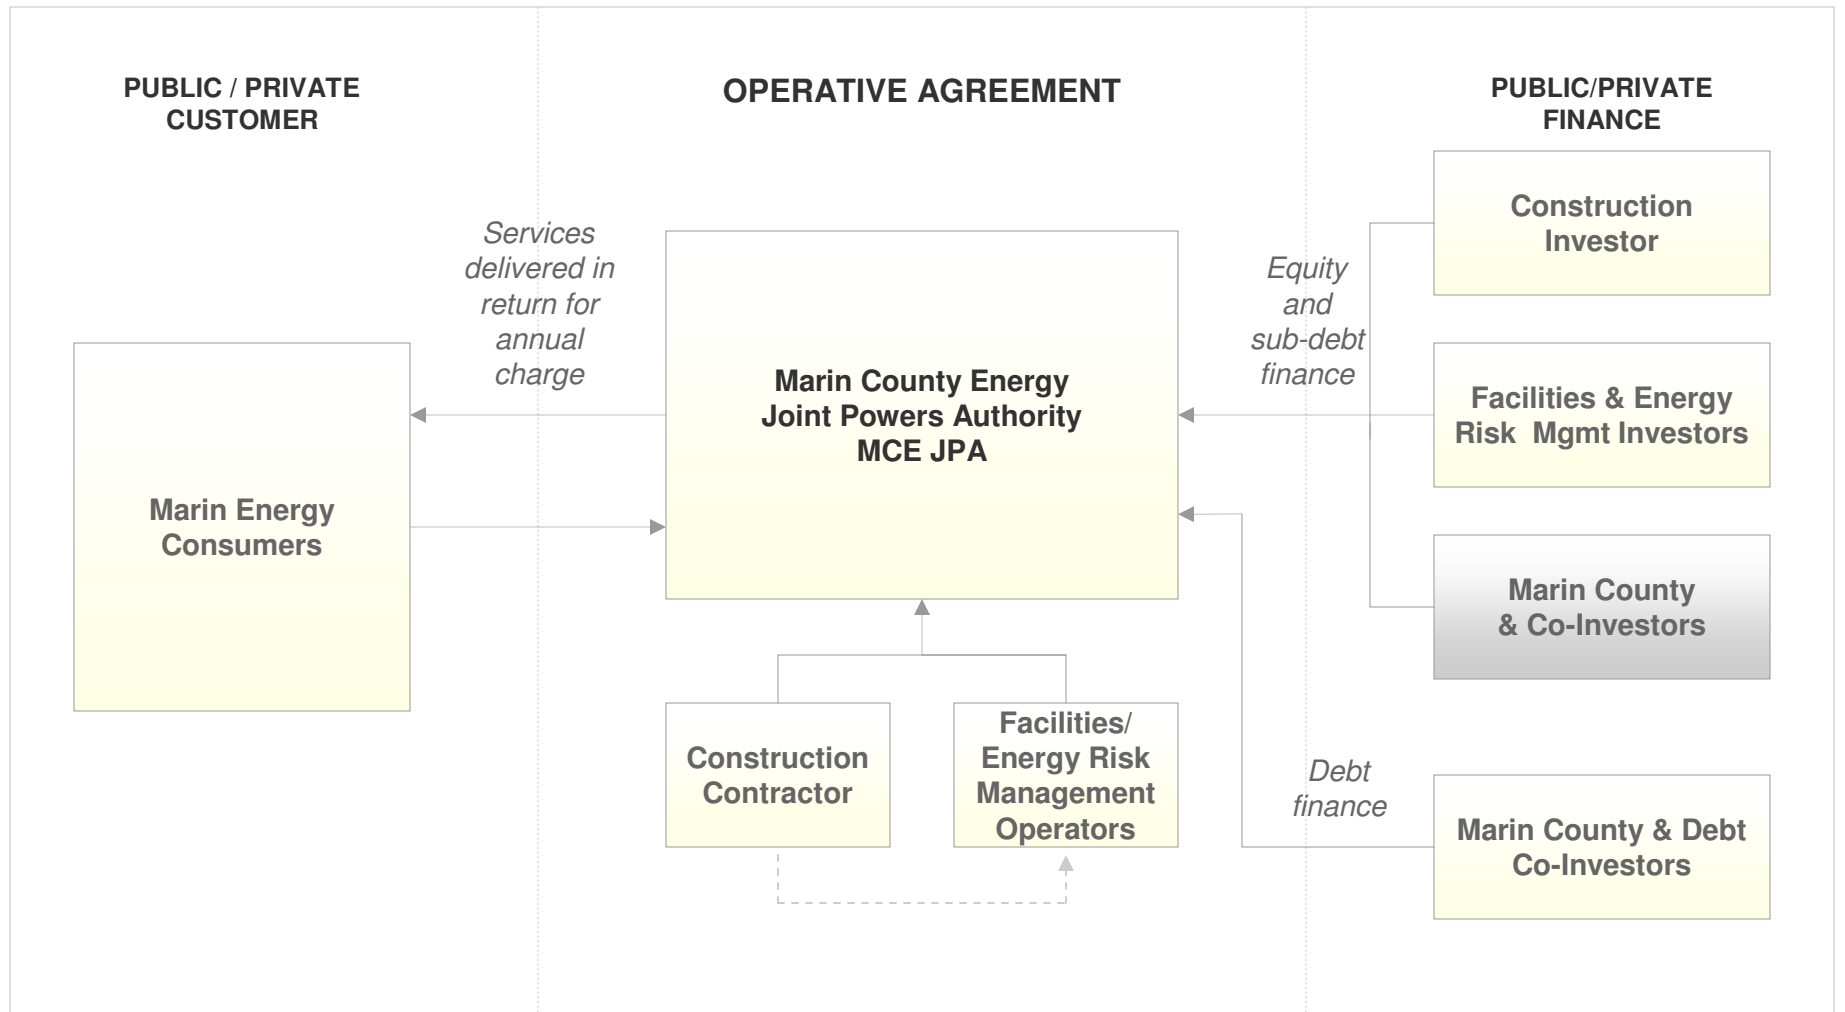 PUBLIC / PRIVATE
CUSTOMER
OPERATIVE AGREEMENT
PUBLIC/PRIVATE
FINANCE
Services
delivered in
return for
annual
charge
Marin Energy
Consumers
Marin County Energy
Joint Powers Authority
MCE JPA
Construction
Contractor
Facilities/
Energy Risk
Management
Operators
Equity
and
sub-debt
finance
Debt
finance
Construction
Investor
Facilities & Energy
Risk Mgmt Investors
Marin County
& Co-Investors
Marin County & Debt
Co-Investors